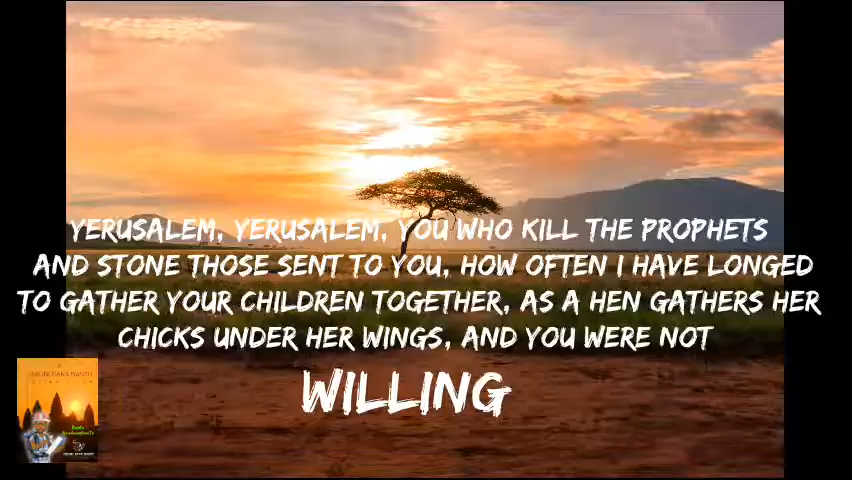 YERUSALEM, YERUSALEM, YOU WHO KILL THE PROPHETS
AND STONE THOSE SENT TO YOU, HOW OFTEN I HAVE LONGED
TO GATHER YOUR CHILDREN TOGETHER, AS A HEN GATHERS HER
CHICKS UNDER HER WINGS, AND YOU WERE NOT
WILLING